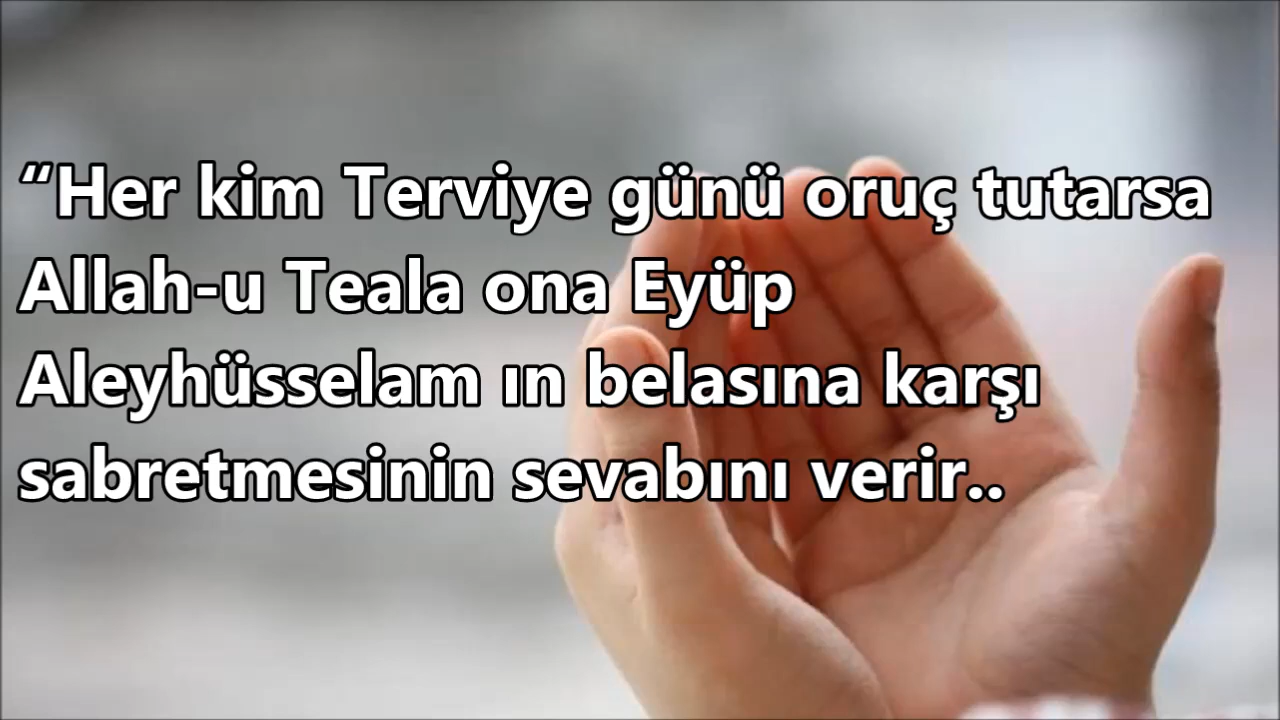 “Her kim Terviye günü oruç tutarsa
Allah-u Teala ona Eyüp
Aleyhüsselam ın belasına karşı
sabretmesinin sevabını verir..